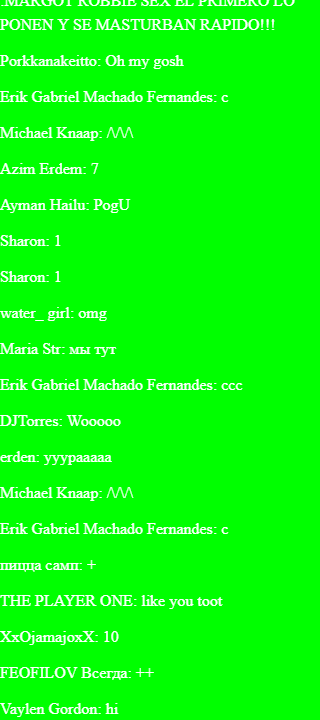 :MARGOT ROBBIE SEX EL PRIMERO LO
PONEN Y SE MASTURBAN RAPIDO!!!
Porkkanakeitto: Oh my gosh
Erik Gabriel Machado Fernandes: c
Michael Knaap: /\/\/\
Azim Erdem: 7
Ayman Hailu: PogU
Sharon: 1
Sharon: 1
water_ girl: omg
Maria Str: мы тут
Erik Gabriel Machado Fernandes: ccc
DJTorres: Wooooo
erden: yyypaaaaa
Michael Knaap: /\/\/\
Erik Gabriel Machado Fernandes: c
пицца самп: +
THE PLAYER ONE: like you toot
XxOjamajoxX: 10
FEOFILOV Всегда: ++
Vaylen Gordon: hi